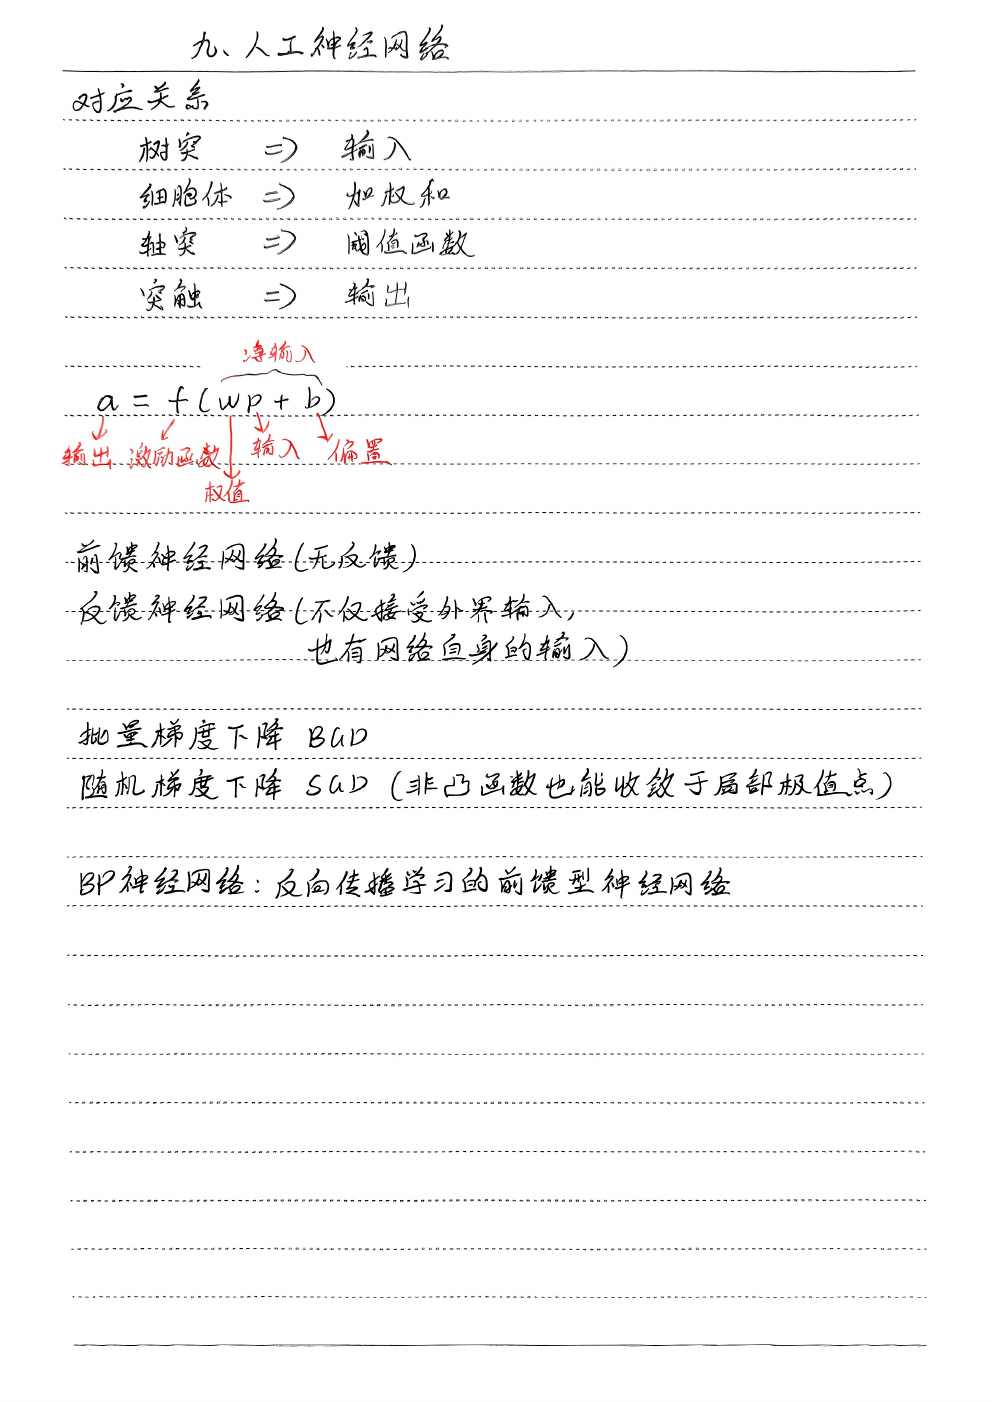 九、人工神经网络
对应关系
树突 => 输入
细胞体 => 加权和
轴突 => 阈值函数
突触 => 输出
净输入
a = f(wp + b)
输出 激励函数 输入 偏置
权值
前馈神经网络(无反馈)
反馈神经网络(不仅接受外界输入,
也有网络自身的输入)
批量梯度下降 BGD
随机梯度下降 SGD (非凸函数也能收敛于局部极值点)
BP神经网络: 反向传播学习的前馈型神经网络